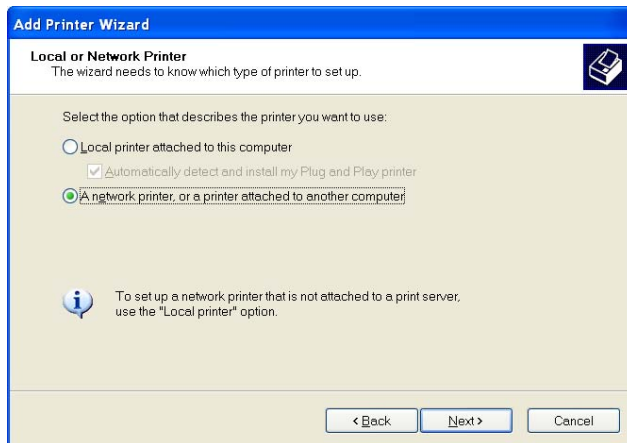 Add Printer Wizard
Local or Network Printer
The wizard needs to know which type of printer to set up.
Select the option that describes the printer you want to use:
Local printer attached to this computer
Automatically detect and install my Plug and Play printer
A network printer, or a printer attached to another computer
To set up a network printer that is not attached to a print server,
use the "Local printer" option.
< Back
Next >
Cancel